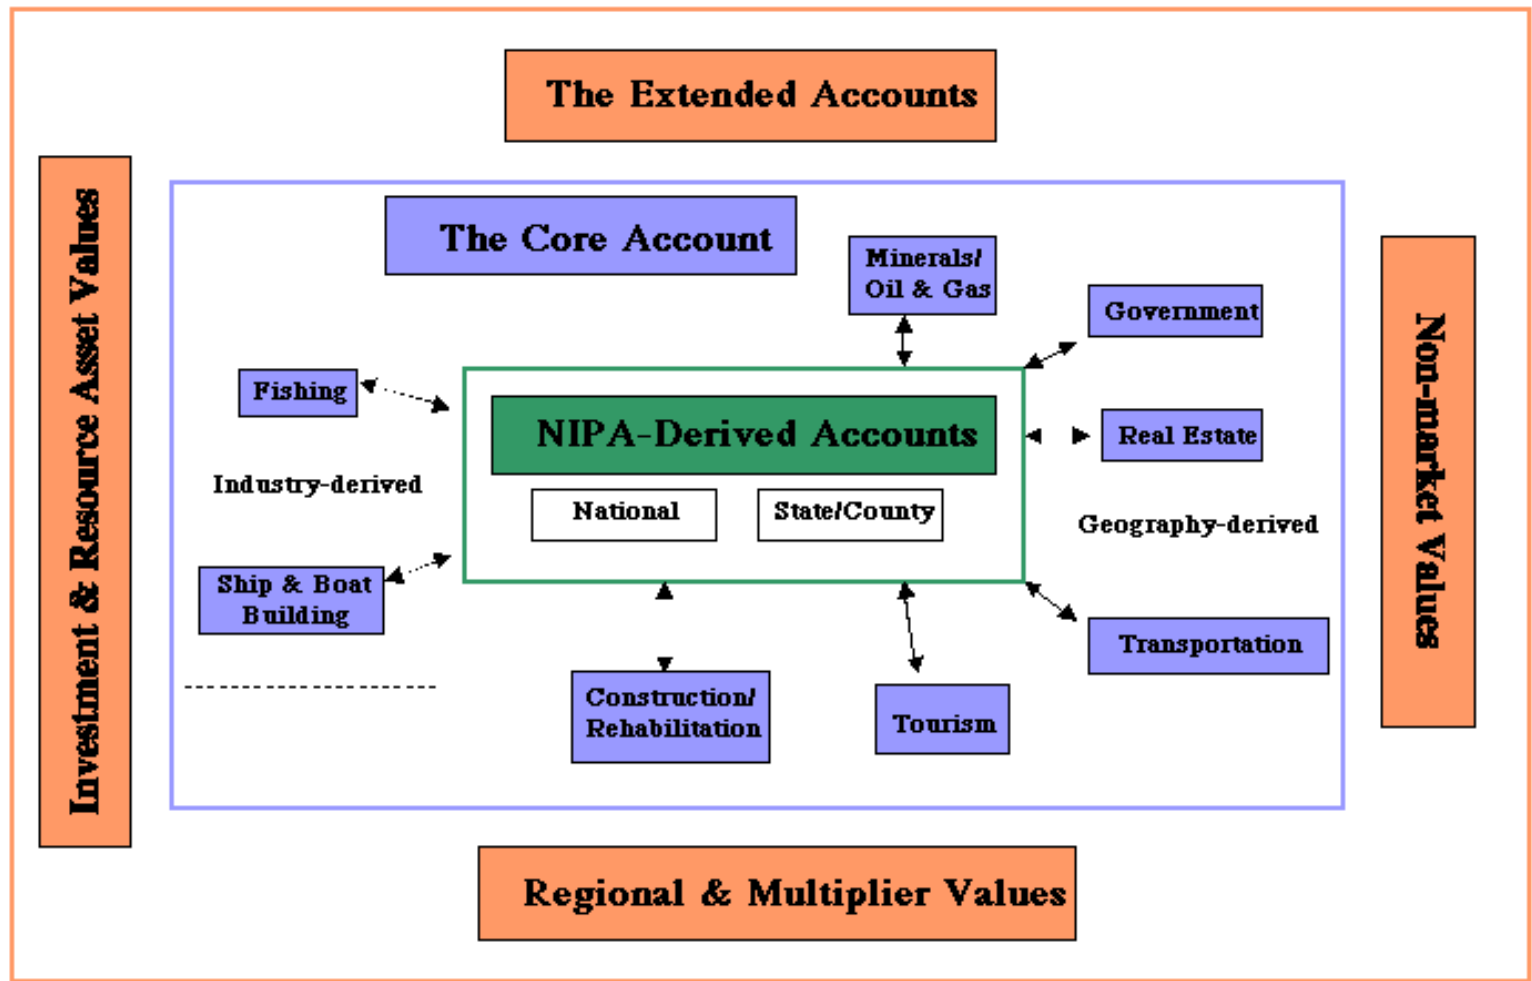 The Extended Accounts
Investment & Resource Asset Values
The Core Account
Minerals/
Oil & Gas
Government
Fishing
NIPA-Derived Accounts
Real Estate
Industry-derived
National
State/County
Geography-derived
Non-market Values
Ship & Boat
Building
Transportation
Construction/
Rehabilitation
Tourism
Regional & Multiplier Values